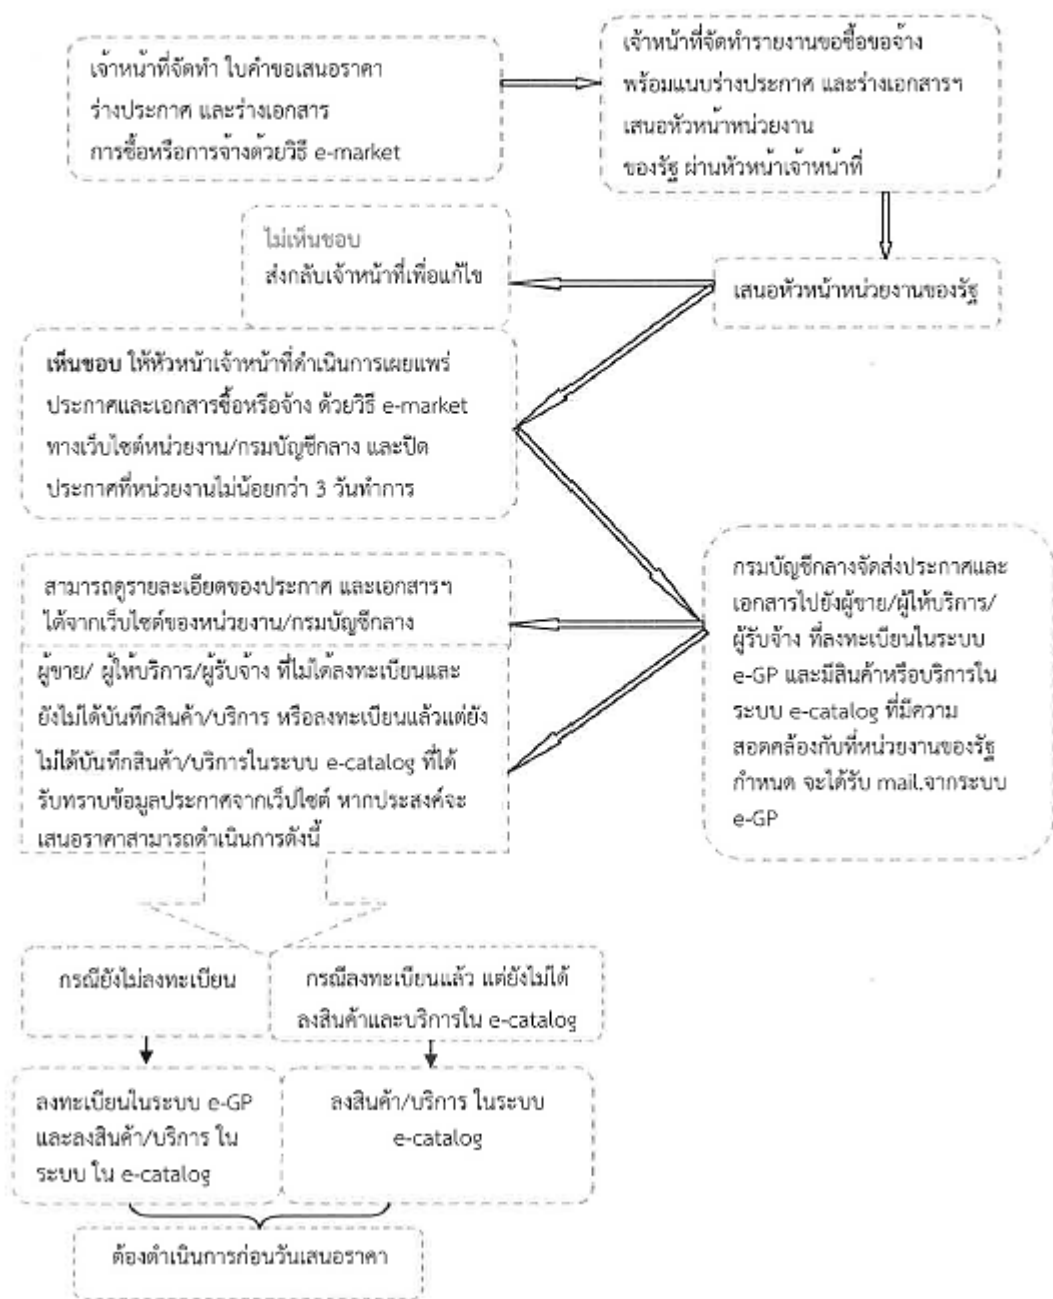 เจ้าหน้าที่จัดทำ ใบคำขอเสนอราคา
ร่างประกาศ และร่างเอกสาร
การซื้อหรือการจ้างด้วยวิธี e-market
เจ้าหน้าที่จัดทำรายงานขอซื้อขอจ้าง
พร้อมแนบร่างประกาศ และร่างเอกสารฯ
เสนอหัวหน้าหน่วยงาน
ของรัฐ ผ่านหัวหน้าเจ้าหน้าที่
ไม่เห็นชอบ
ส่งกลับเจ้าหน้าที่เพื่อแก้ไข
เสนอหัวหน้าหน่วยงานของรัฐ
เห็นชอบ ให้หัวหน้าเจ้าหน้าที่ดำเนินการเผยแพร่
ประกาศและเอกสารซื้อหรือจ้าง ด้วยวิธี e-market
ทางเว็บไซต์หน่วยงาน/กรมบัญชีกลาง และปิด
ประกาศที่หน่วยงานไม่น้อยกว่า 3 วันทำการ
สามารถดูรายละเอียดของประกาศ และเอกสารฯ
ได้จากเว็บไซต์ของหน่วยงาน/กรมบัญชีกลาง
ผู้ขาย/ ผู้ให้บริการ/ผู้รับจ้าง ที่ไม่ได้ลงทะเบียนและ
ยังไม่ได้บันทึกสินค้า/บริการ หรือลงทะเบียนแล้วแต่ยัง
ไม่ได้บันทึกสินค้า/บริการในระบบ e-catalog ที่ได้
รับทราบข้อมูลประกาศจากเว็ปไซต์ หากประสงค์จะ
เสนอราคาสามารถดำเนินการดังนี้
กรมบัญชีกลางจัดส่งประกาศและ
เอกสารไปยังผู้ขาย/ผู้ให้บริการ/
ผู้รับจ้าง ที่ลงทะเบียนในระบบ
e-GP และมีสินค้าหรือบริการใน
ระบบ e-catalog ที่มีความ
สอดคล้องกับที่หน่วยงานของรัฐ
กำหนด จะได้รับ mail.จากระบบ
e-GP
กรณียังไม่ลงทะเบียน
กรณีลงทะเบียนแล้ว แต่ยังไม่ได้
ลงสินค้าและบริการใน e-catalog
ลงทะเบียนในระบบ e-GP
และลงสินค้า/บริการ ใน
ระบบ ใน e-catalog
ลงสินค้า/บริการ ในระบบ
e-catalog
ต้องดำเนินการก่อนวันเสนอราคา